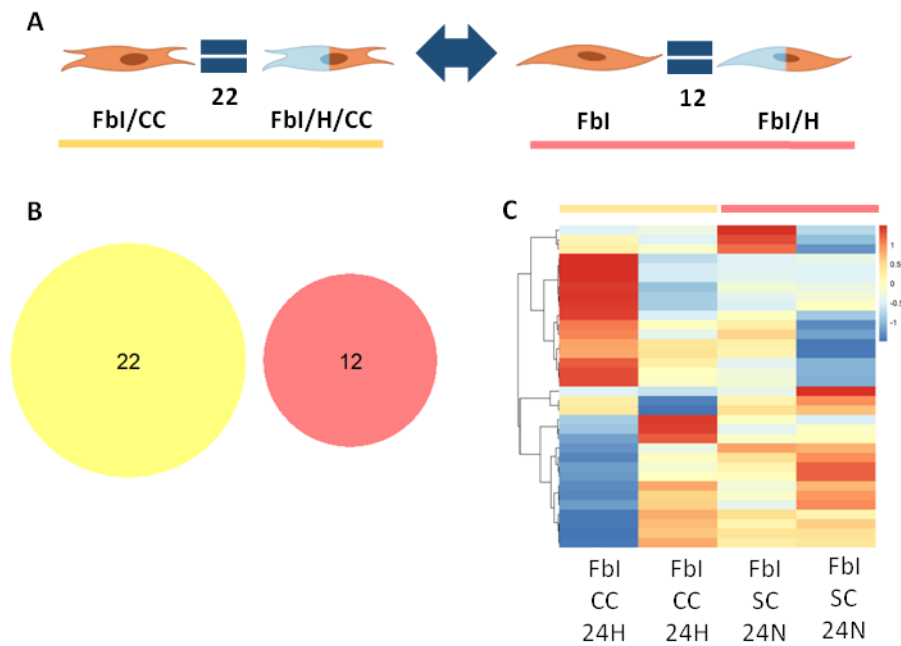 A
22
12
FbI/CC
FbI/H/CC
FbI
FbI/H
B
C
22
12
1
0.5
0
-0.5
-1
FbI FbI FbI FbI
CC CC SC SC
24H 24H 24N 24N